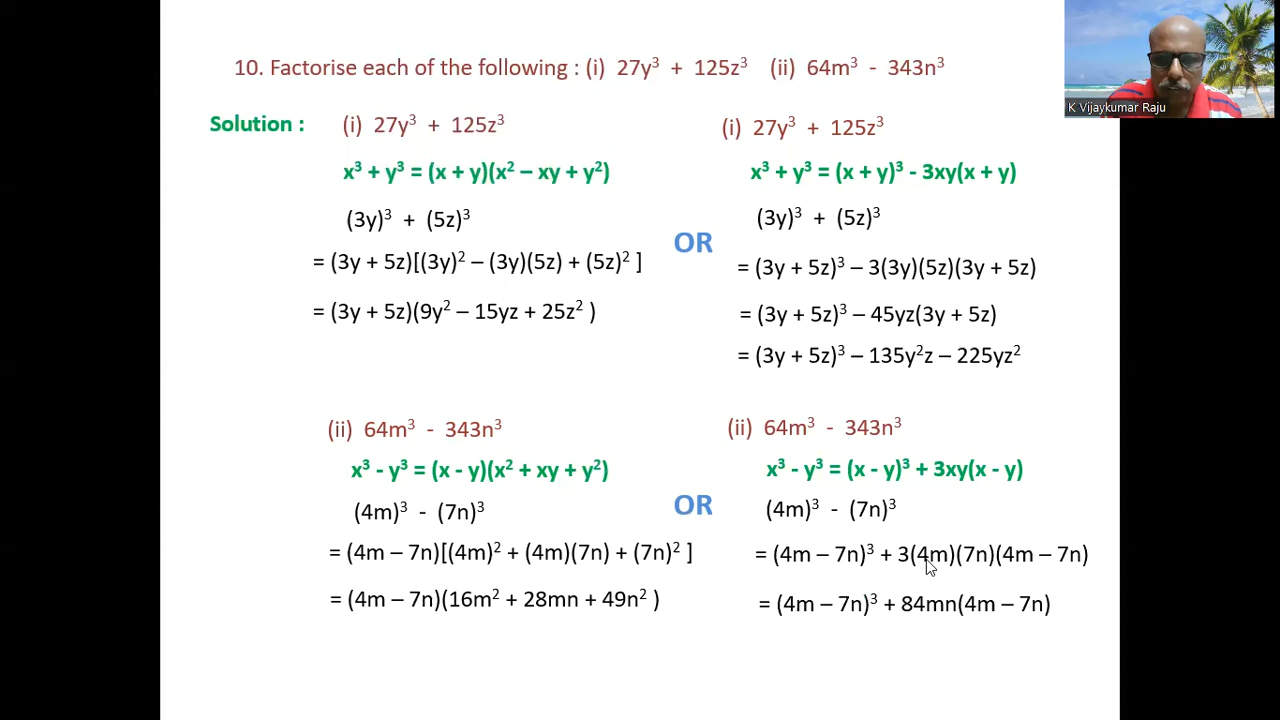 10. Factorise each of the following : (i) 27y³ + 125z³ (ii) 64m³ - 343n³
K Vijaykumar Raju
Solution : (i) 27y³ + 125z³
x³ + y³ = (x + y)(x² – xy + y²)
(3y)³ + (5z)³
= (3y + 5z)[(3y)² – (3y)(5z) + (5z)² ]
= (3y + 5z)(9y² – 15yz + 25z² )
OR
(i) 27y³ + 125z³
x³ + y³ = (x + y)³ - 3xy(x + y)
(3y)³ + (5z)³
= (3y + 5z)³ – 3(3y)(5z)(3y + 5z)
= (3y + 5z)³ – 45yz(3y + 5z)
= (3y + 5z)³ – 135y²z – 225yz²
(ii) 64m³ - 343n³
x³ - y³ = (x - y)(x² + xy + y²)
(4m)³ - (7n)³
= (4m – 7n)[(4m)² + (4m)(7n) + (7n)² ]
= (4m – 7n)(16m² + 28mn + 49n² )
OR
(ii) 64m³ - 343n³
x³ - y³ = (x - y)³ + 3xy(x - y)
(4m)³ - (7n)³
= (4m – 7n)³ + 3(4m)(7n)(4m – 7n)
= (4m – 7n)³ + 84mn(4m – 7n)